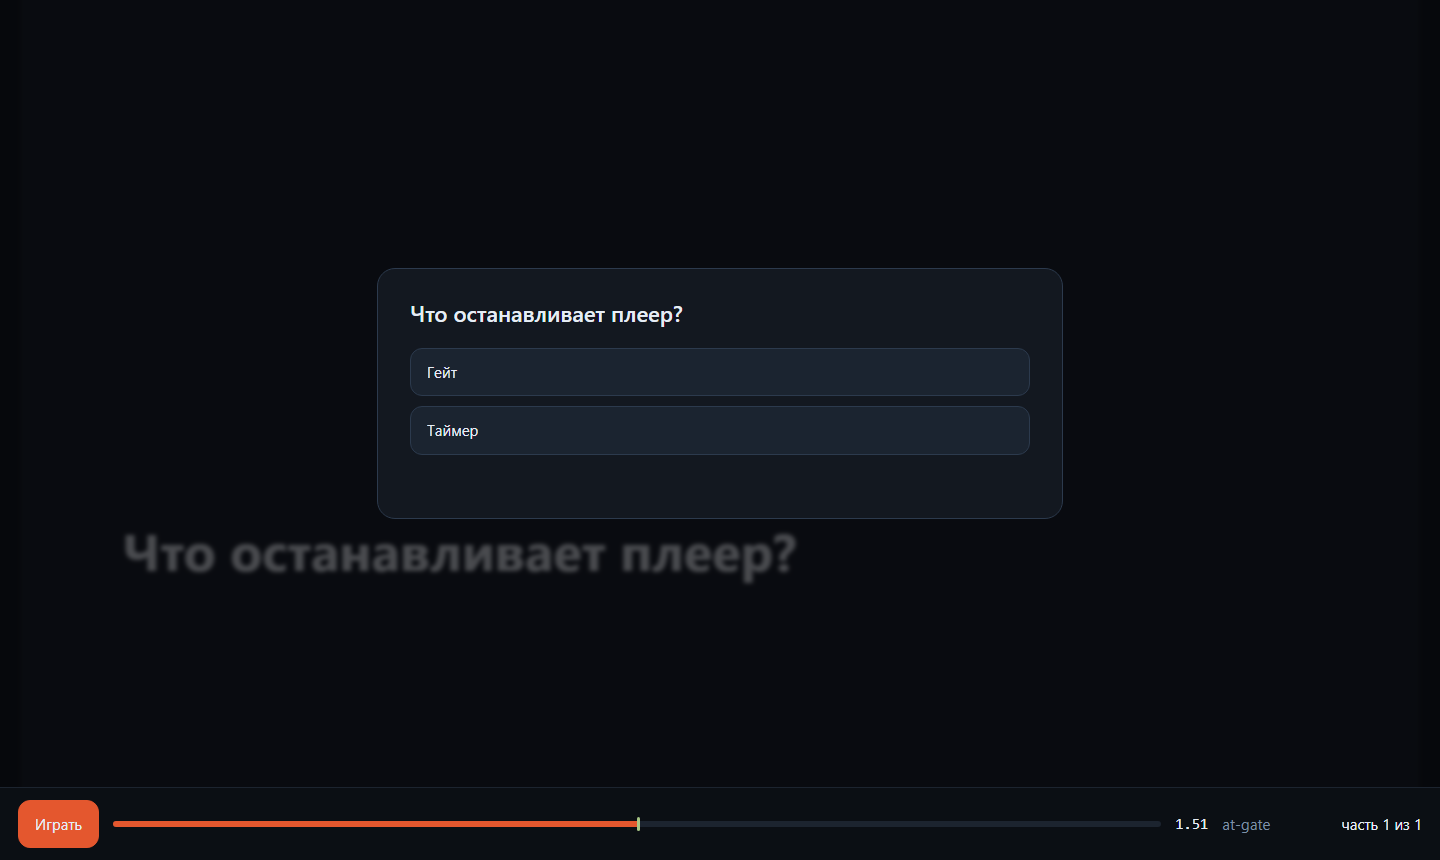 Что останавливает плеер?
Гейт
Таймер
Что останавливает плеер?
Играть
1.51 at-gate
часть 1 из 1